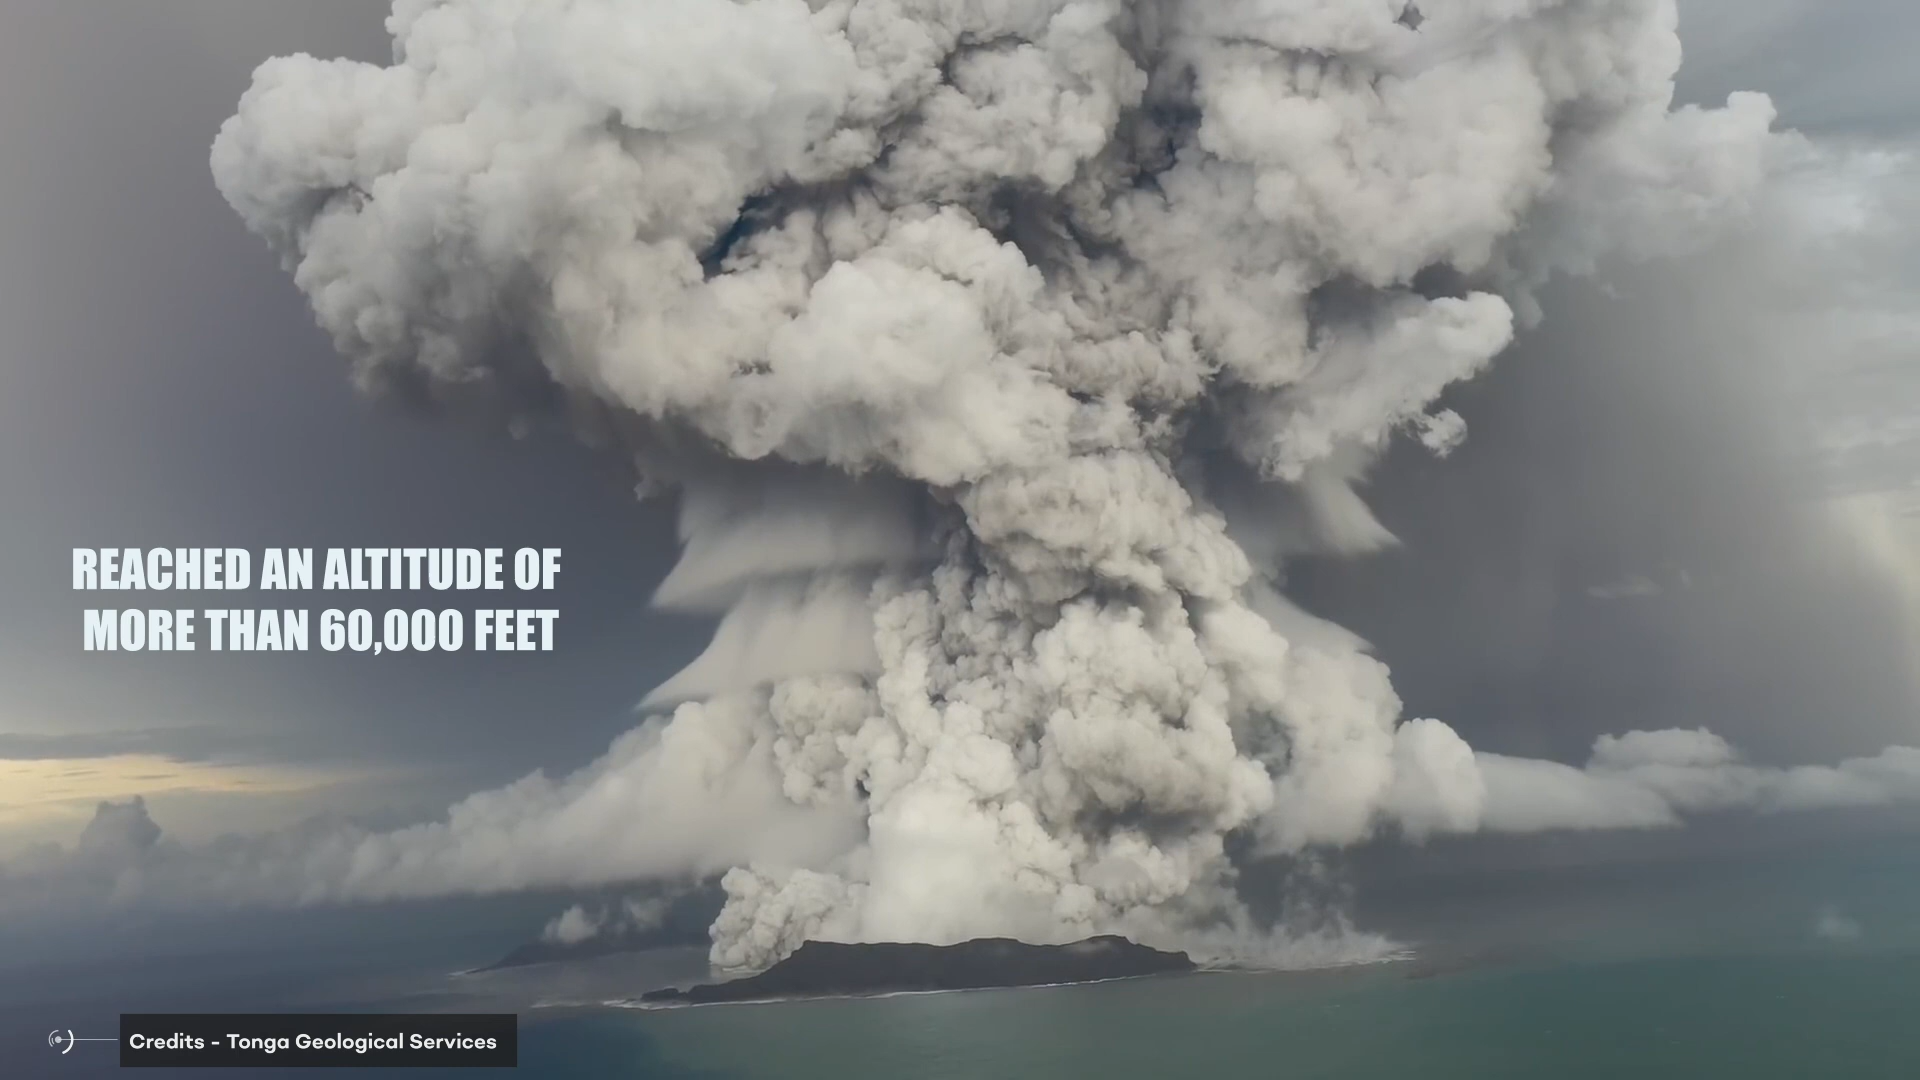 REACHED AN ALTITUDE OF
MORE THAN 60,000 FEET
Credits - Tonga Geological Services